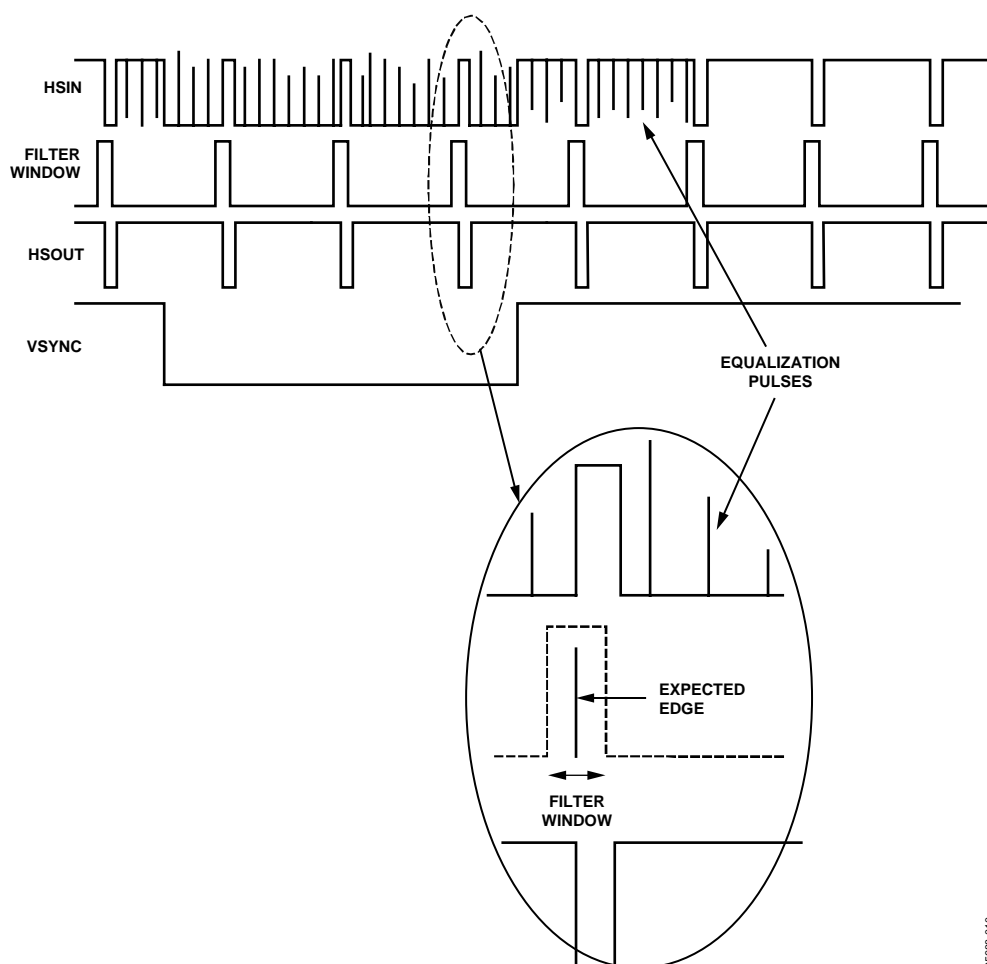 HSIN
FILTER
WINDOW
HSOUT
VSYNC
EQUALIZATION
PULSES
EXPECTED
EDGE
FILTER
WINDOW